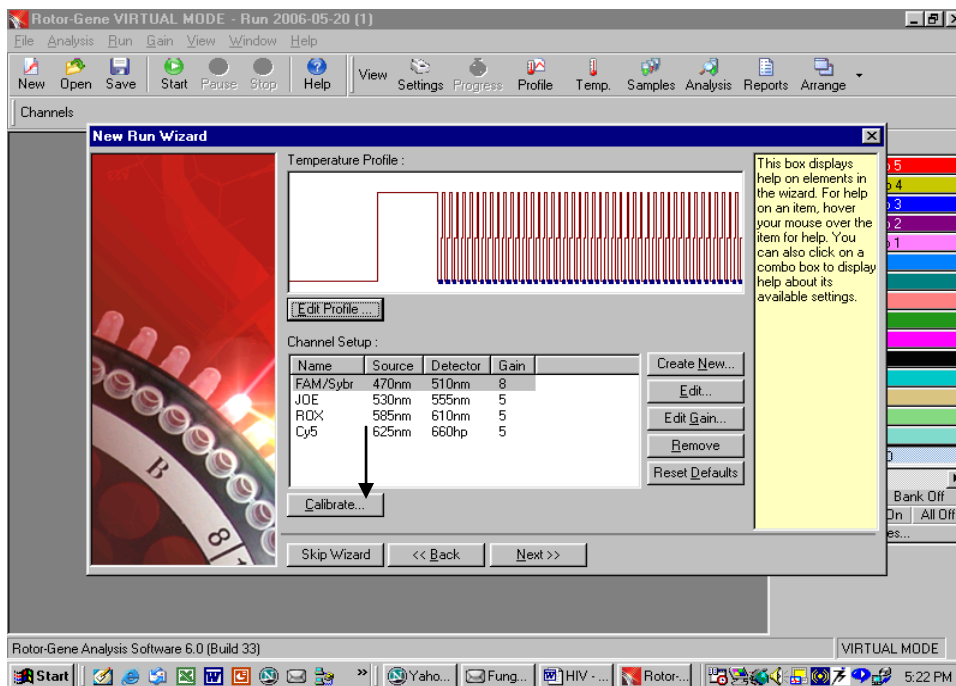 Rotor-Gene VIRTUAL MODE - Run 2006-05-20 (1)
File Analysis Run Gain View Window Help
New Open Save Start Pause Stop Help View Settings Progress Profile Temp. Samples Analysis Reports Arrange
Channels
New Run Wizard
Temperature Profile :
Edit Profile ...
Channel Setup :
Name Source Detector Gain
FAM/Sybr 470nm 510nm 8
JOE 530nm 555nm 5
ROX 585nm 610nm 5
Cy5 625nm 660hp 5
Create New...
Edit...
Edit Gain...
Remove
Reset Defaults
Calibrate...
Skip Wizard << Back Next >>
This box displays
help on elements in
the wizard. For help
on an item, hover
your mouse over the
item for help. You
can also click on a
combo box to display
help about its
available settings.
B
8
5
4
3
2
1
Bank Off
On All Off
es...
Rotor-Gene Analysis Software 6.0 (Build 33) VIRTUAL MODE
Start » Yaho... Fung... HIV - ... Rotor-... 5:22 PM